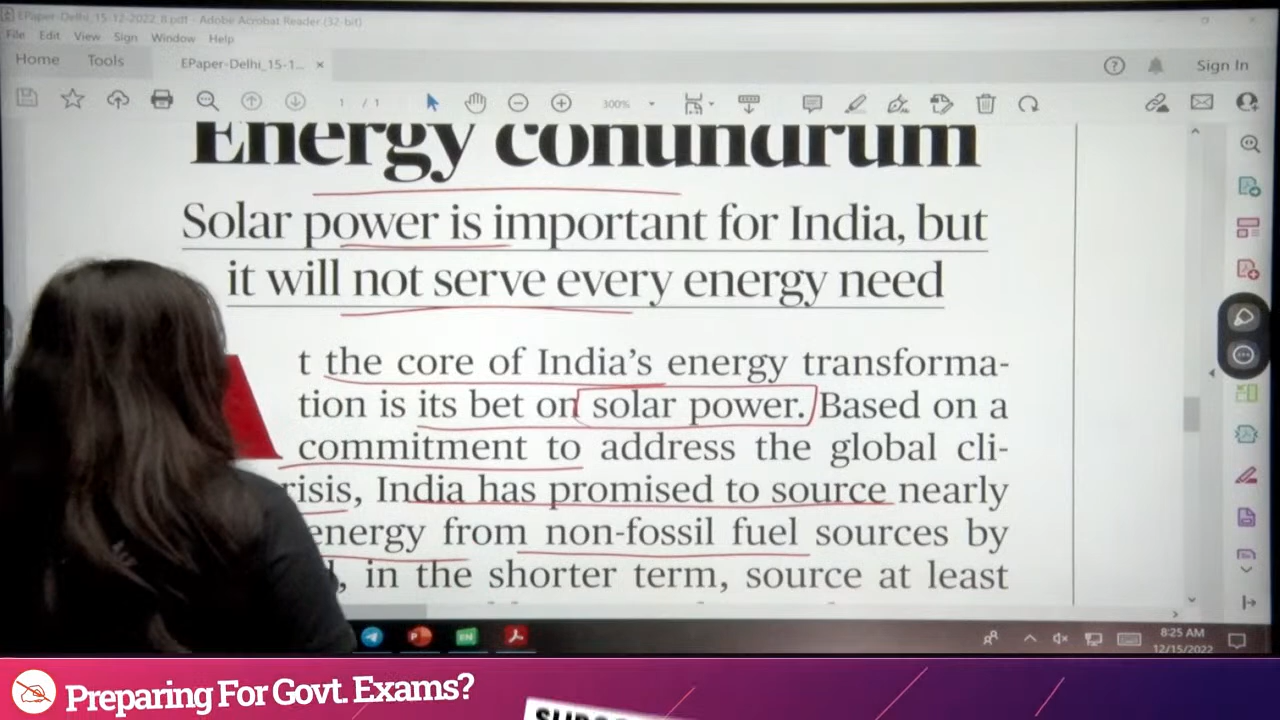 EPaper-Delhi_15-12-2022_8.pdf - Adobe Acrobat Reader (32-bit)
File Edit View Sign Window Help
Home Tools EPaper-Delhi_15-1... × Sign In
1 / 1 300%
Energy conundrum
Solar power is important for India, but
it will not serve every energy need
t the core of India's energy transforma-
tion is its bet on solar power. Based on a
commitment to address the global cli-
risis, India has promised to source nearly
energy from non-fossil fuel sources by
, in the shorter term, source at least
8:25 AM
12/15/2022
Preparing For Govt. Exams?